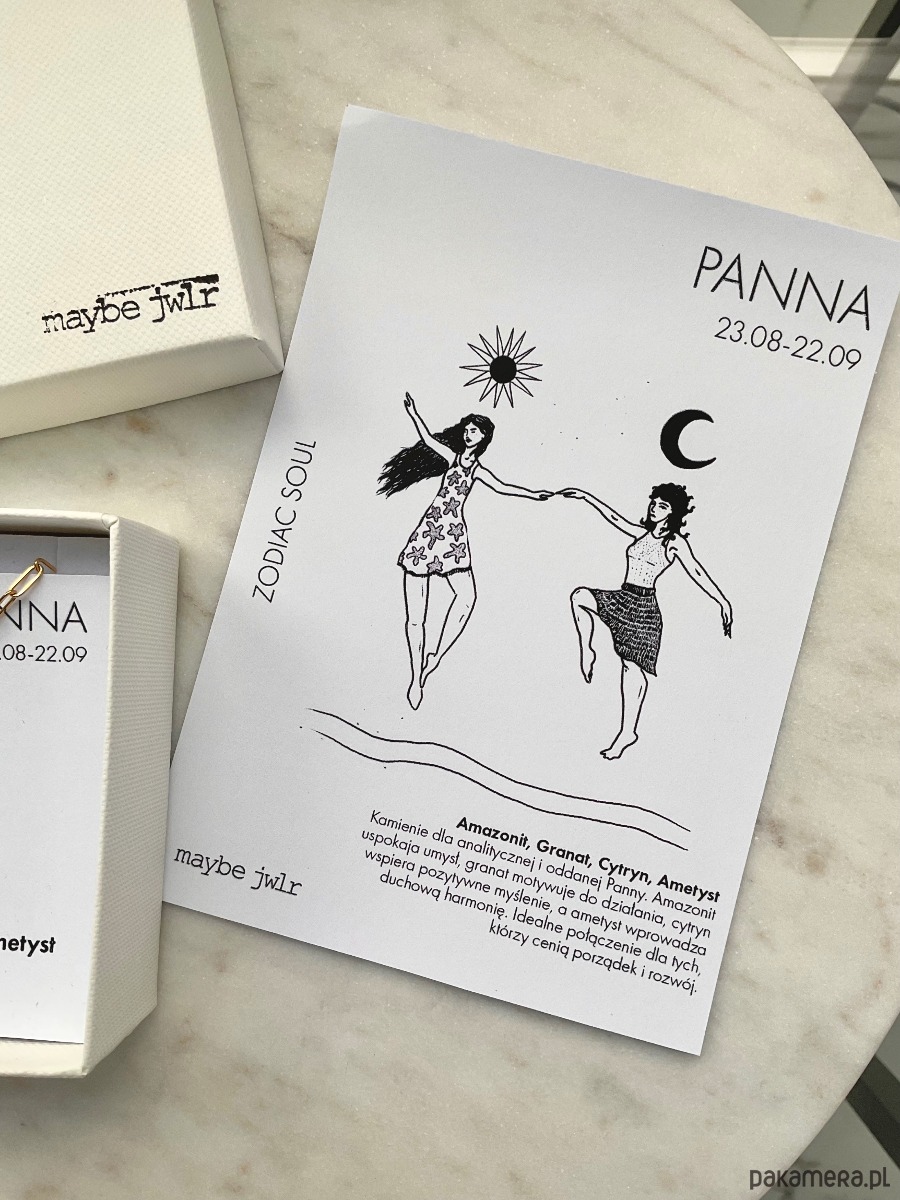 maybe jwlr
PANNA
23.08-22.09
ZODIAC SOUL
NNA
.08-22.09
netyst
Amazonit, Granat, Cytryn, Ametyst
Kamienie dla analitycznej i oddanej Panny. Amazonit
uspokaja umysł, granat motywuje do działania, cytryn
wspiera pozytywne myślenie, a ametyst wprowadza
duchową harmonię. Idealne połączenie dla tych,
którzy cenią porządek i rozwój.
maybe jwlr
pakamera.pl